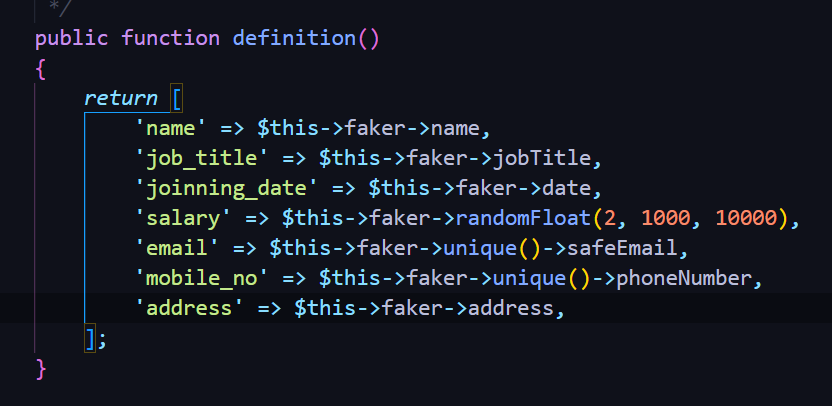 */
public function definition()
{
return [
'name' => $this->faker->name,
'job_title' => $this->faker->jobTitle,
'joinning_date' => $this->faker->date,
'salary' => $this->faker->randomFloat(2, 1000, 10000),
'email' => $this->faker->unique()->safeEmail,
'mobile_no' => $this->faker->unique()->phoneNumber,
'address' => $this->faker->address,
];
}